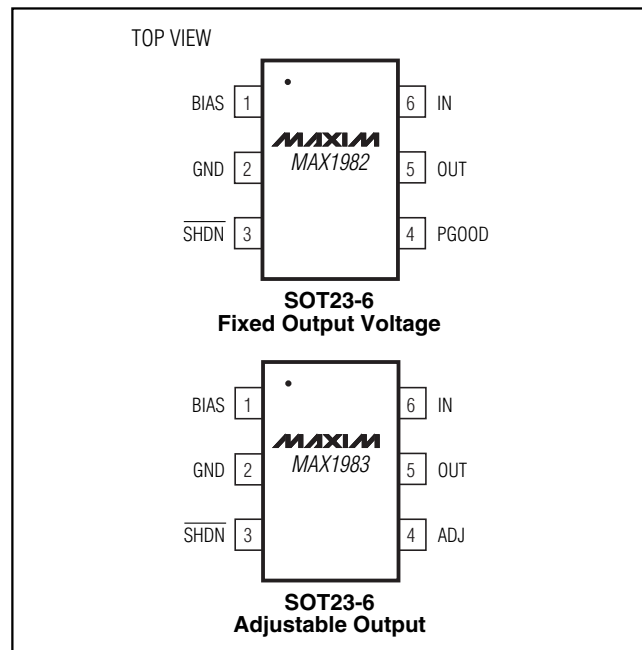 TOP VIEW
BIAS 1 6 IN
MAXIM
GND 2 MAX1982 5 OUT
SHDN 3 4 PGOOD
SOT23-6
Fixed Output Voltage
BIAS 1 6 IN
MAXIM
GND 2 MAX1983 5 OUT
SHDN 3 4 ADJ
SOT23-6
Adjustable Output